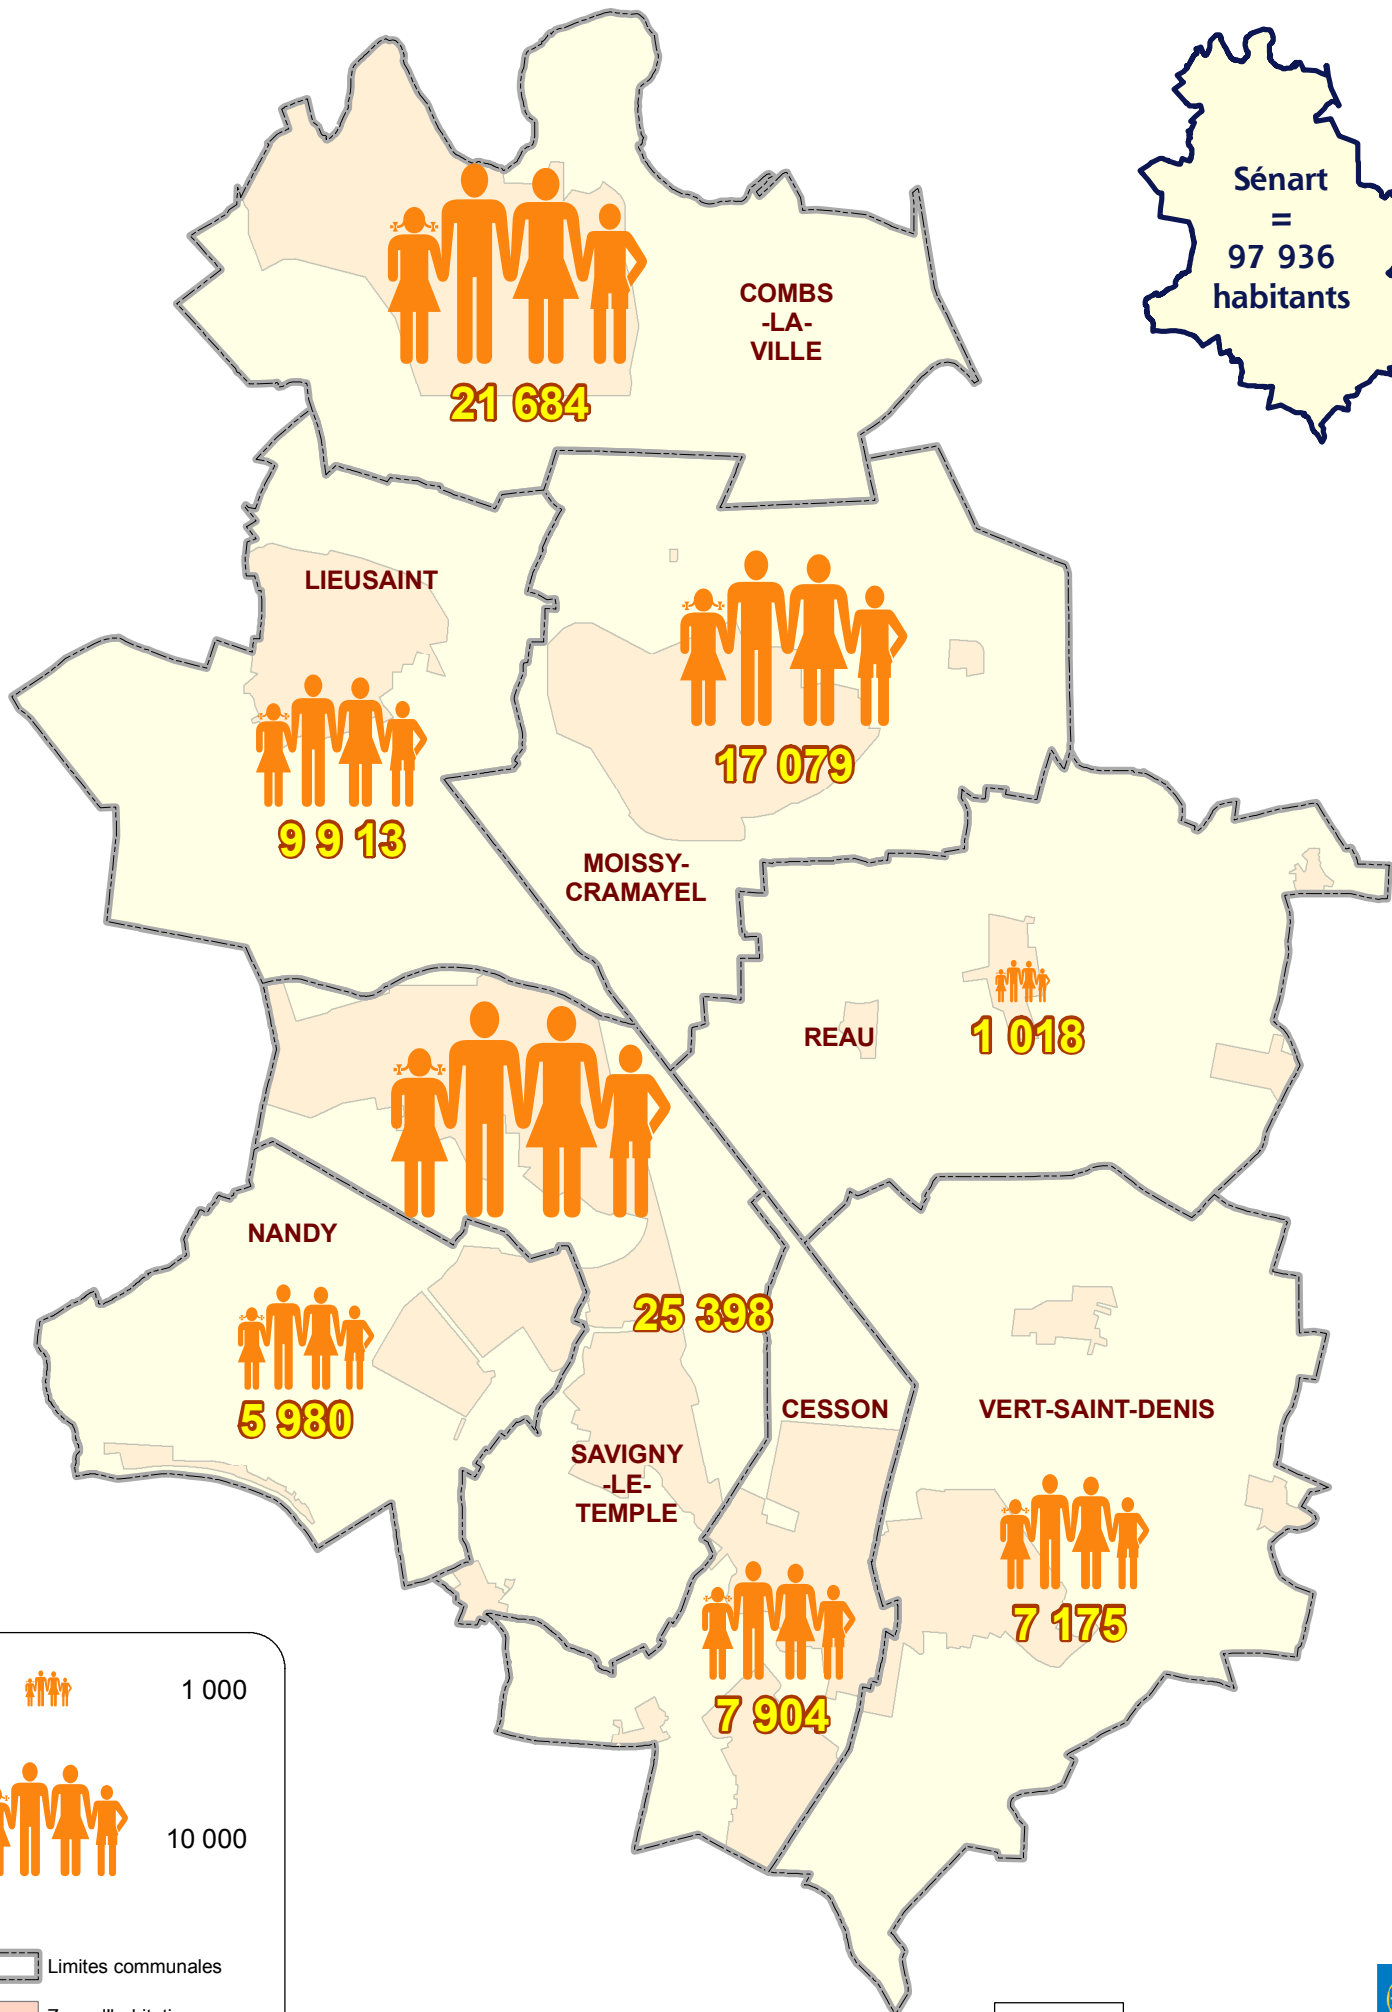 Sénart
=
97 936
habitants
COMBS
-LA-
VILLE
21 684
LIEUSAINT
9 9 13
17 079
MOISSY-
CRAMAYEL
REAU
1 018
NANDY
5 980
25 398
SAVIGNY
-LE-
TEMPLE
CESSON
7 904
VERT-SAINT-DENIS
7 175
1 000
10 000
Limites communales